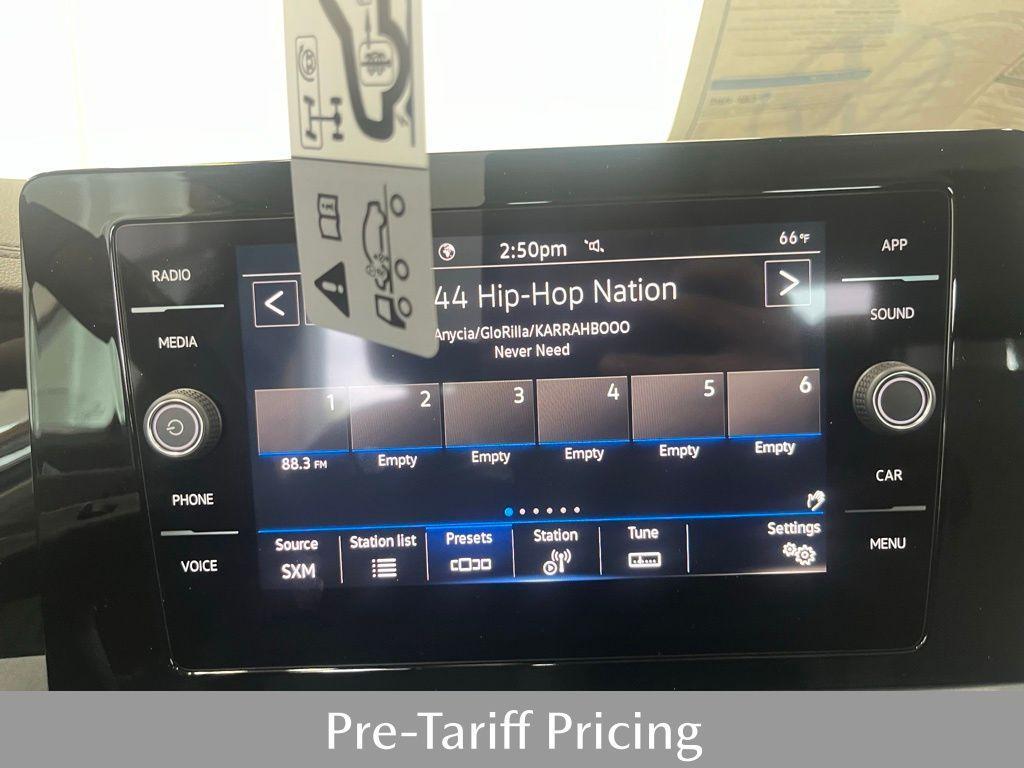 2:50pm
66°F
RADIO
MEDIA
PHONE
VOICE
APP
SOUND
CAR
MENU
<
>
44 Hip-Hop Nation
Anycia/GloRilla/KARRAHBOOO
Never Need
1
2
3
4
5
6
88.3 FM
Empty
Empty
Empty
Empty
Empty
Source
SXM
Station list
Presets
Station
Tune
Settings
Pre-Tariff Pricing